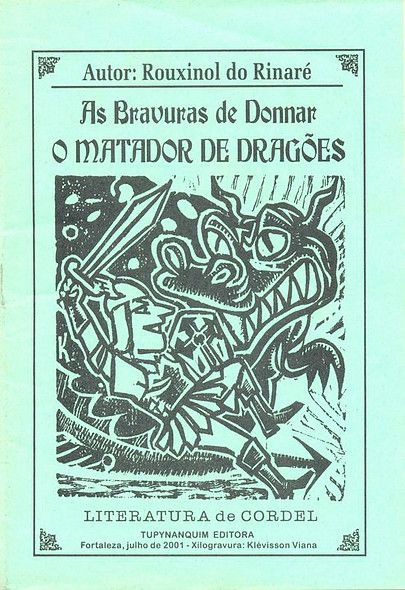 Autor: Rouxinol do Rinaré
As Bravuras de Donnar
O MATADOR DE DRAGÕES
LITERATURA de CORDEL
TUPYNANQUIM EDITORA
Fortaleza, julho de 2001 - Xilogravura: Klévisson Viana